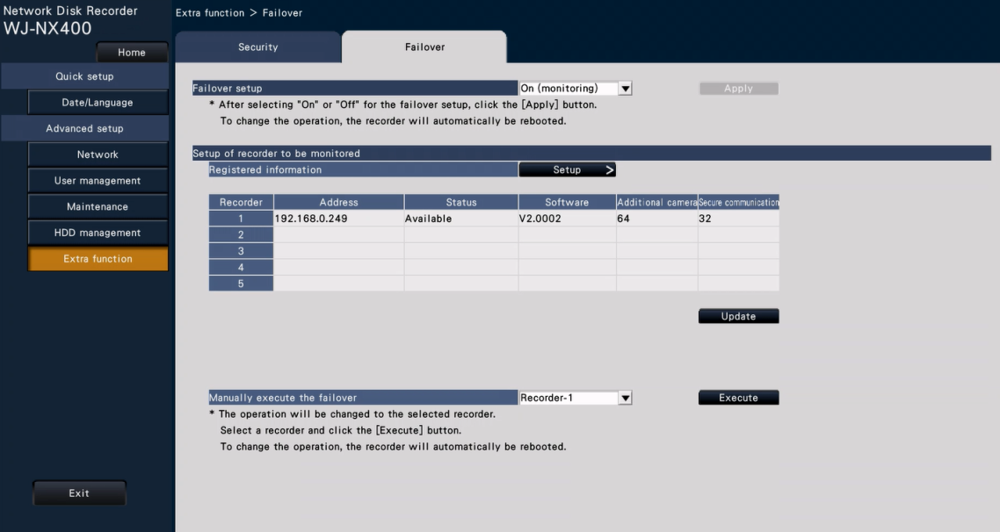 Network Disk Recorder
WJ-NX400
Home
Quick setup
Date/Language
Advanced setup
Network
User management
Maintenance
HDD management
Extra function
Exit
Extra function > Failover
Security
Failover
Failover setup On (monitoring) Apply
* After selecting "On" or "Off" for the failover setup, click the [Apply] button.
To change the operation, the recorder will automatically be rebooted.
Setup of recorder to be monitored
Registered information Setup >
Recorder Address Status Software Additional camera Secure communication
1 192.168.0.249 Available V2.0002 64 32
2
3
4
5
Update
Manually execute the failover Recorder-1 Execute
* The operation will be changed to the selected recorder.
Select a recorder and click the [Execute] button.
To change the operation, the recorder will automatically be rebooted.